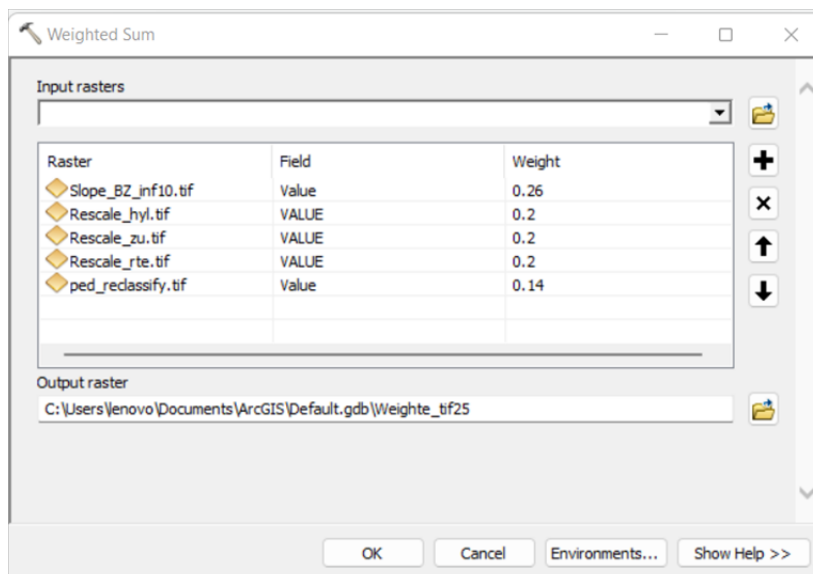 Weighted Sum
Input rasters
Raster Field Weight
Slope_BZ_inf10.tif Value 0.26
Rescale_hyl.tif VALUE 0.2
Rescale_zu.tif VALUE 0.2
Rescale_rte.tif VALUE 0.2
ped_reclassify.tif Value 0.14
Output raster
C:\Users\lenovo\Documents\ArcGIS\Default.gdb\Weighte_tif25
OK Cancel Environments... Show Help >>